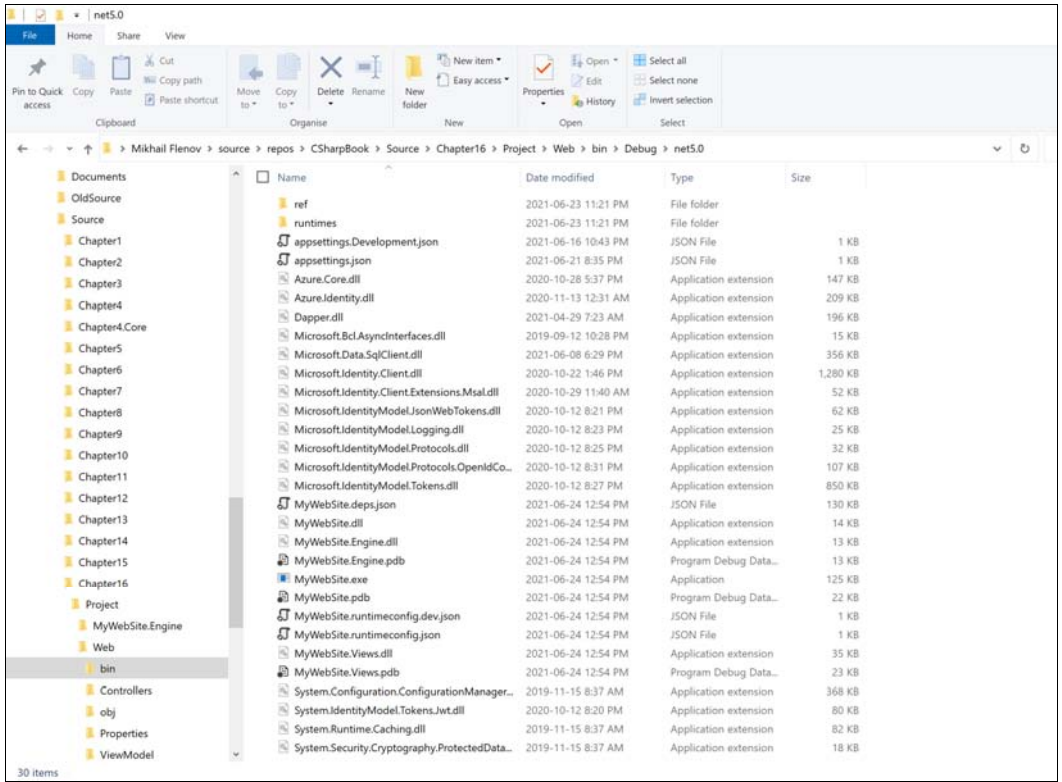 net5.0
File Home Share View
Pin to Quick access Copy Paste Cut Copy path Paste shortcut Move to Copy to Delete Rename New folder New item Easy access Properties Open Edit History Select all Select none Invert selection
Clipboard Organise New Open Select
> Mikhail Flenov > source > repos > CSharpBook > Source > Chapter16 > Project > Web > bin > Debug > net5.0
Documents
OldSource
Source
Chapter1
Chapter2
Chapter3
Chapter4
Chapter4.Core
Chapter5
Chapter6
Chapter7
Chapter8
Chapter9
Chapter10
Chapter11
Chapter12
Chapter13
Chapter14
Chapter15
Chapter16
Project
MyWebSite.Engine
Web
bin
Controllers
obj
Properties
ViewModel
Name Date modified Type Size
ref 2021-06-23 11:21 PM File folder
runtimes 2021-06-23 11:21 PM File folder
appsettings.Development.json 2021-06-16 10:43 PM JSON File 1 KB
appsettings.json 2021-06-21 8:35 PM JSON File 1 KB
Azure.Core.dll 2020-10-28 5:37 PM Application extension 147 KB
Azure.Identity.dll 2020-11-13 12:31 AM Application extension 209 KB
Dapper.dll 2021-04-29 7:23 AM Application extension 196 KB
Microsoft.Bcl.AsyncInterfaces.dll 2019-09-12 10:28 PM Application extension 15 KB
Microsoft.Data.SqlClient.dll 2021-06-08 6:29 PM Application extension 356 KB
Microsoft.Identity.Client.dll 2020-10-22 1:46 PM Application extension 1,280 KB
Microsoft.Identity.Client.Extensions.Msal.dll 2020-10-29 11:40 AM Application extension 52 KB
Microsoft.IdentityModel.JsonWebTokens.dll 2020-10-12 8:21 PM Application extension 62 KB
Microsoft.IdentityModel.Logging.dll 2020-10-12 8:23 PM Application extension 25 KB
Microsoft.IdentityModel.Protocols.dll 2020-10-12 8:25 PM Application extension 32 KB
Microsoft.IdentityModel.Protocols.OpenIdCo... 2020-10-12 8:31 PM Application extension 107 KB
Microsoft.IdentityModel.Tokens.dll 2020-10-12 8:27 PM Application extension 850 KB
MyWebSite.deps.json 2021-06-24 12:54 PM JSON File 130 KB
MyWebSite.dll 2021-06-24 12:54 PM Application extension 14 KB
MyWebSite.Engine.dll 2021-06-24 12:54 PM Application extension 13 KB
MyWebSite.Engine.pdb 2021-06-24 12:54 PM Program Debug Data... 13 KB
MyWebSite.exe 2021-06-24 12:54 PM Application 125 KB
MyWebSite.pdb 2021-06-24 12:54 PM Program Debug Data... 22 KB
MyWebSite.runtimeconfig.dev.json 2021-06-24 12:54 PM JSON File 1 KB
MyWebSite.runtimeconfig.json 2021-06-24 12:54 PM JSON File 1 KB
MyWebSite.Views.dll 2021-06-24 12:54 PM Application extension 35 KB
MyWebSite.Views.pdb 2021-06-24 12:54 PM Program Debug Data... 23 KB
System.Configuration.ConfigurationManager... 2019-11-15 8:37 AM Application extension 368 KB
System.IdentityModel.Tokens.Jwt.dll 2020-10-12 8:20 PM Application extension 80 KB
System.Runtime.Caching.dll 2019-11-15 8:37 AM Application extension 82 KB
System.Security.Cryptography.ProtectedData... 2019-11-15 8:37 AM Application extension 18 KB
30 items